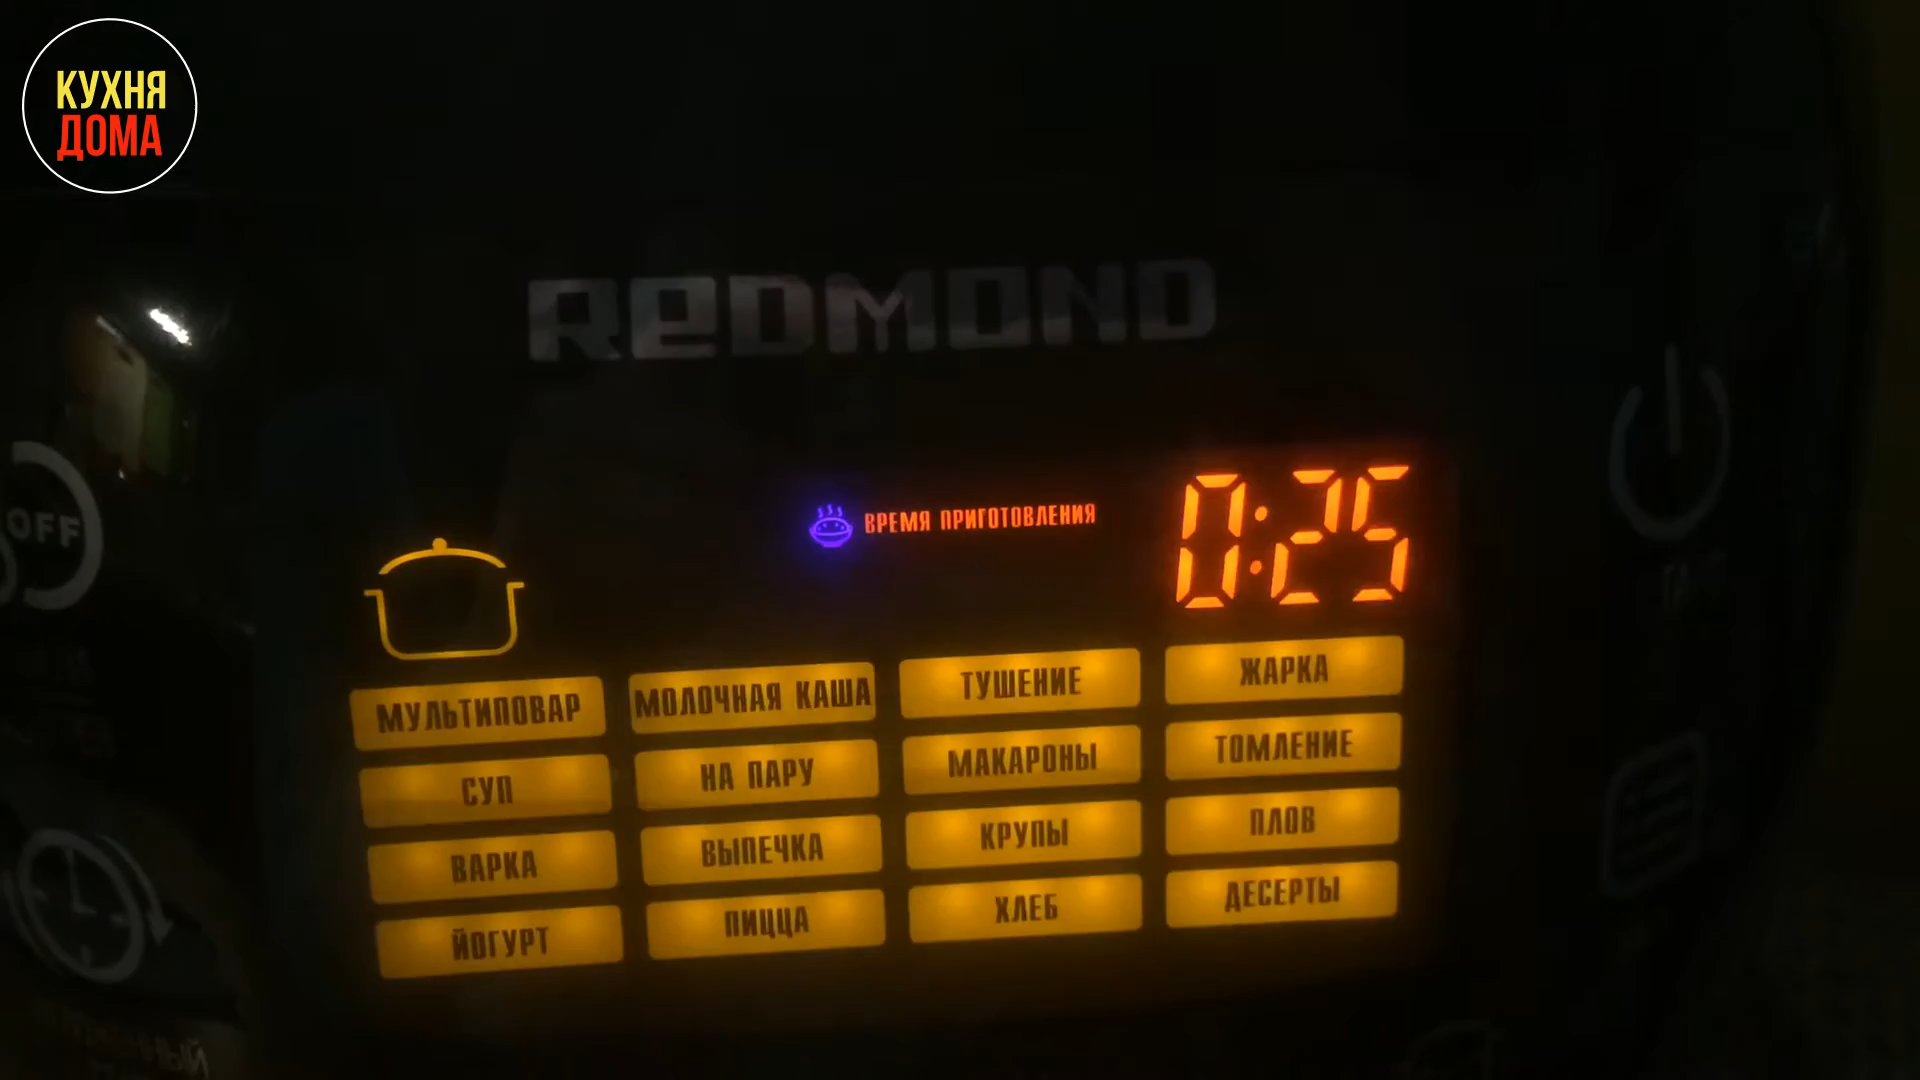 КУХНЯ
ДОМА
REDMOND
OFF
ВРЕМЯ ПРИГОТОВЛЕНИЯ
0:25
МУЛЬТИПОВАР
МОЛОЧНАЯ КАША
ТУШЕНИЕ
ЖАРКА
СУП
НА ПАРУ
МАКАРОНЫ
ТОМЛЕНИЕ
ВАРКА
ВЫПЕЧКА
КРУПЫ
ПЛОВ
ЙОГУРТ
ПИЦЦА
ХЛЕБ
ДЕСЕРТЫ